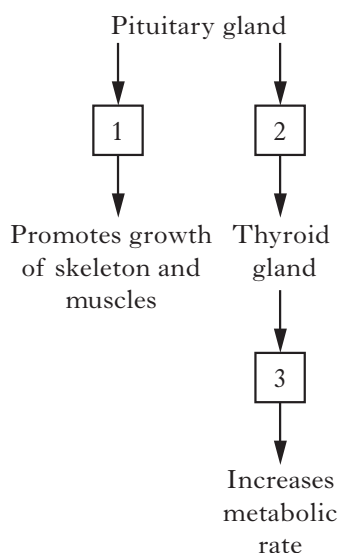 Pituitary gland
1
2
Promotes growth
of skeleton and
muscles
Thyroid
gland
3
Increases
metabolic
rate